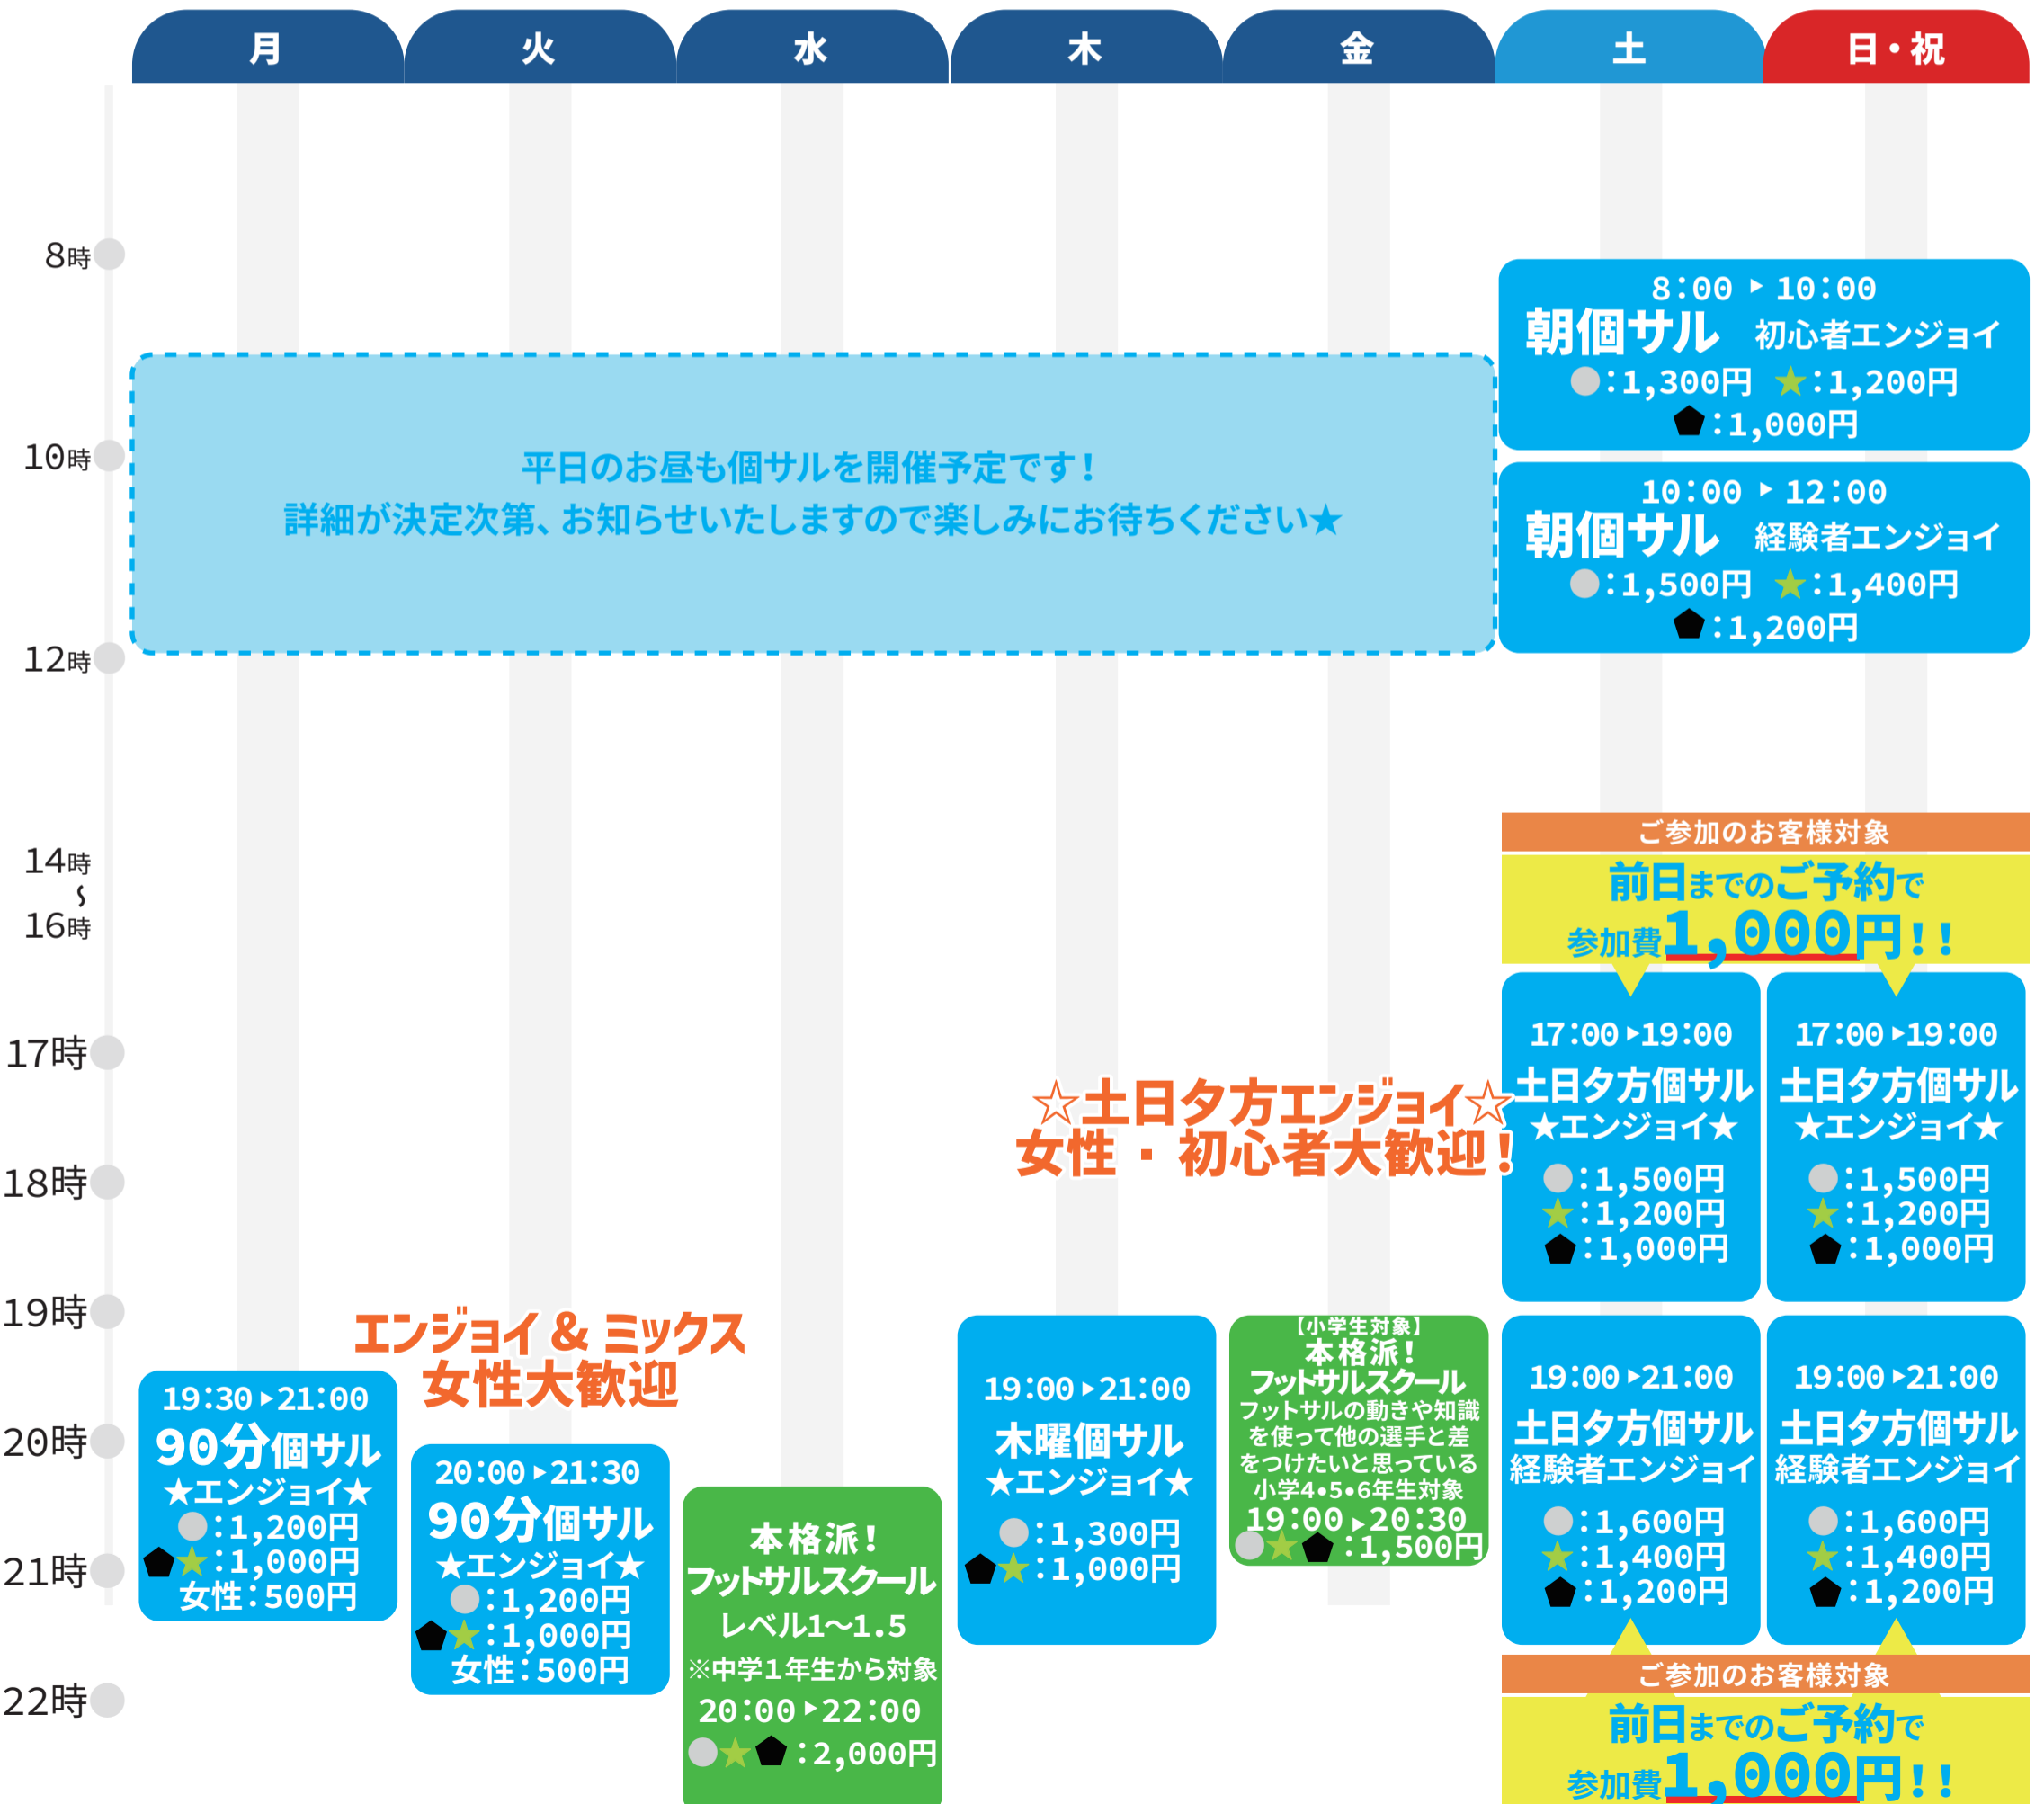 月 火 水 木 金 土 日・祝
8時
10時
12時
14時
〜
16時
17時
18時
19時
20時
21時
22時
平日のお昼も個サルを開催予定です！
詳細が決定次第、お知らせいたしますので楽しみにお待ちください★
8:00 ▶ 10:00
朝個サル 初心者エンジョイ
●：1,300円 ★：1,200円
⬟：1,000円
10:00 ▶ 12:00
朝個サル 経験者エンジョイ
●：1,500円 ★：1,400円
⬟：1,200円
ご参加のお客様対象
前日までのご予約で
参加費1,000円！！
☆土日夕方エンジョイ☆
女性・初心者大歓迎！
17:00 ▶19:00
土日夕方個サル
★エンジョイ★
●：1,500円
★：1,200円
⬟：1,000円
17:00 ▶19:00
土日夕方個サル
★エンジョイ★
●：1,500円
★：1,200円
⬟：1,000円
エンジョイ & ミックス
女性大歓迎
19:30 ▶21:00
90分個サル
★エンジョイ★
●：1,200円
⬟★：1,000円
女性：500円
20:00 ▶21:30
90分個サル
★エンジョイ★
●：1,200円
⬟★：1,000円
女性：500円
本格派！
フットサルスクール
レベル1〜1.5
※中学１年生から対象
20:00 ▶22:00
●★⬟：2,000円
19:00 ▶21:00
木曜個サル
★エンジョイ★
●：1,300円
⬟★：1,000円
【小学生対象】
本格派！
フットサルスクール
フットサルの動きや知識
を使って他の選手と差
をつけたいと思っている
小学4•5•6年生対象
19:00 ▶20:30
●★⬟：1,500円
19:00 ▶21:00
土日夕方個サル
経験者エンジョイ
●：1,600円
★：1,400円
⬟：1,200円
19:00 ▶21:00
土日夕方個サル
経験者エンジョイ
●：1,600円
★：1,400円
⬟：1,200円
ご参加のお客様対象
前日までのご予約で
参加費1,000円！！